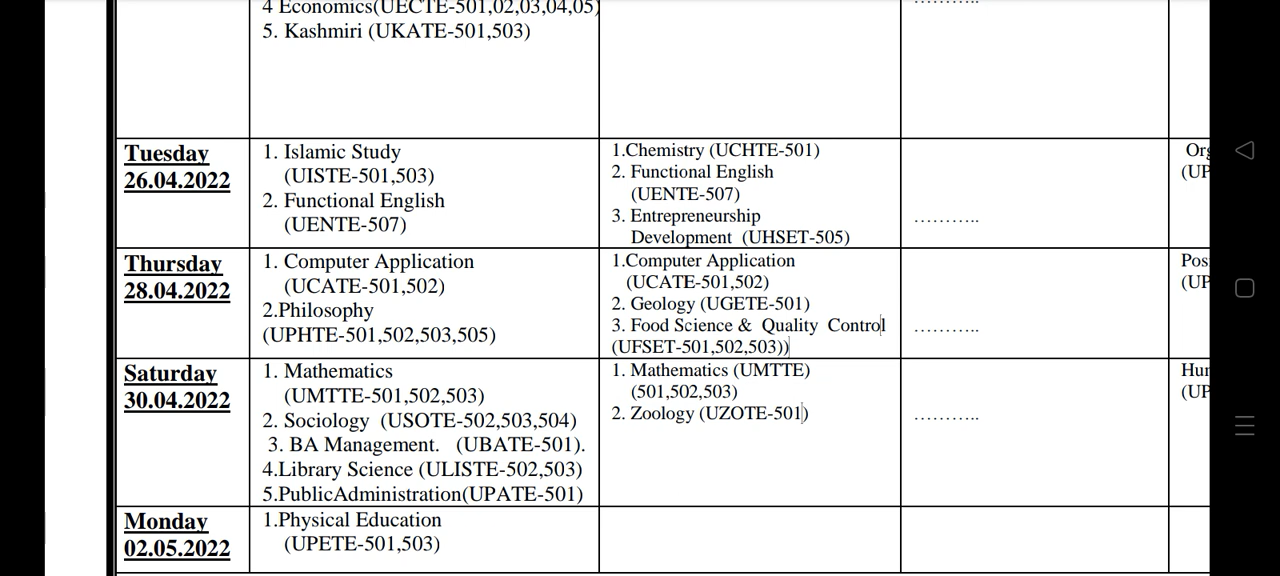 4 Economics(UECTE-501,02,03,04,05)
5. Kashmiri (UKATE-501,503)
………..
Tuesday
26.04.2022
1. Islamic Study
(UISTE-501,503)
2. Functional English
(UENTE-507)
1.Chemistry (UCHTE-501)
2. Functional English
(UENTE-507)
3. Entrepreneurship
Development (UHSET-505)
………..
Org
(UP
Thursday
28.04.2022
1. Computer Application
(UCATE-501,502)
2.Philosophy
(UPHTE-501,502,503,505)
1.Computer Application
(UCATE-501,502)
2. Geology (UGETE-501)
3. Food Science & Quality Control
(UFSET-501,502,503))
………..
Pos
(UP
Saturday
30.04.2022
1. Mathematics
(UMTTE-501,502,503)
2. Sociology (USOTE-502,503,504)
3. BA Management. (UBATE-501).
4.Library Science (ULISTE-502,503)
5.PublicAdministration(UPATE-501)
1. Mathematics (UMTTE)
(501,502,503)
2. Zoology (UZOTE-501)
………..
Hur
(UP
Monday
02.05.2022
1.Physical Education
(UPETE-501,503)